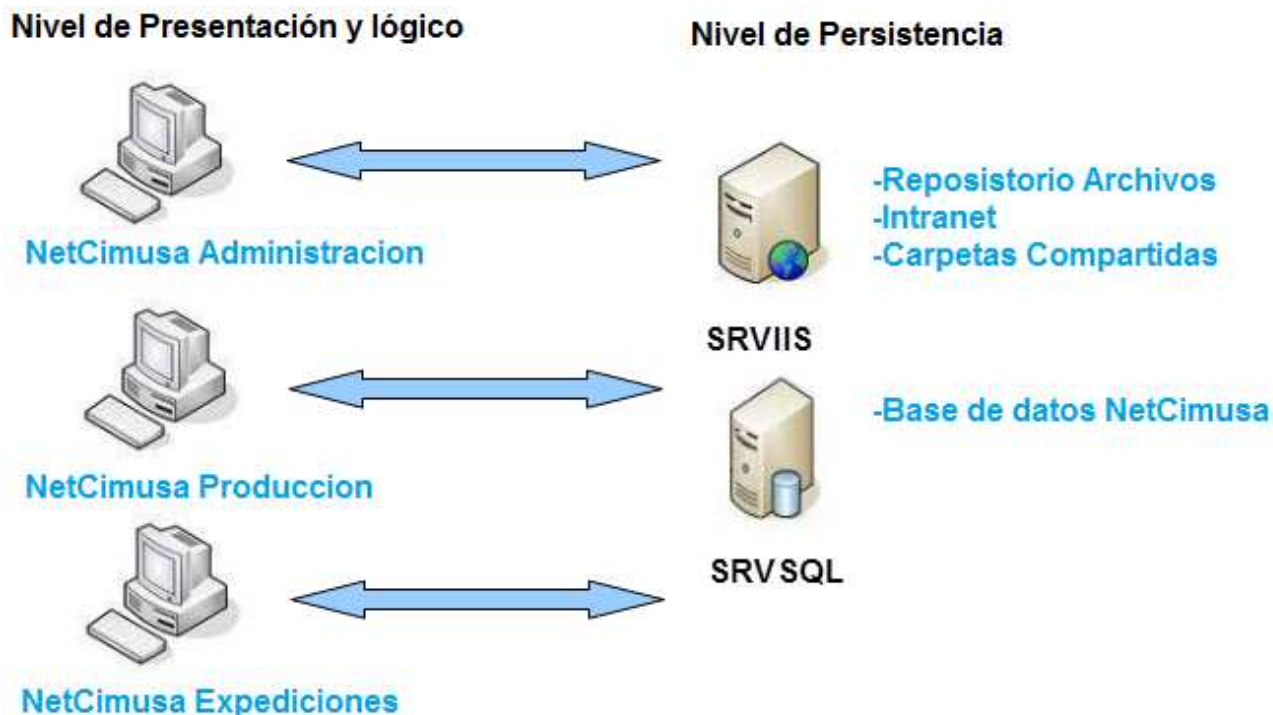 Nivel de Presentación y lógico
Nivel de Persistencia
NetCimusa Administracion
-Reposistorio Archivos
-Intranet
-Carpetas Compartidas
SRVIIS
NetCimusa Produccion
-Base de datos NetCimusa
SRVSQL
NetCimusa Expediciones